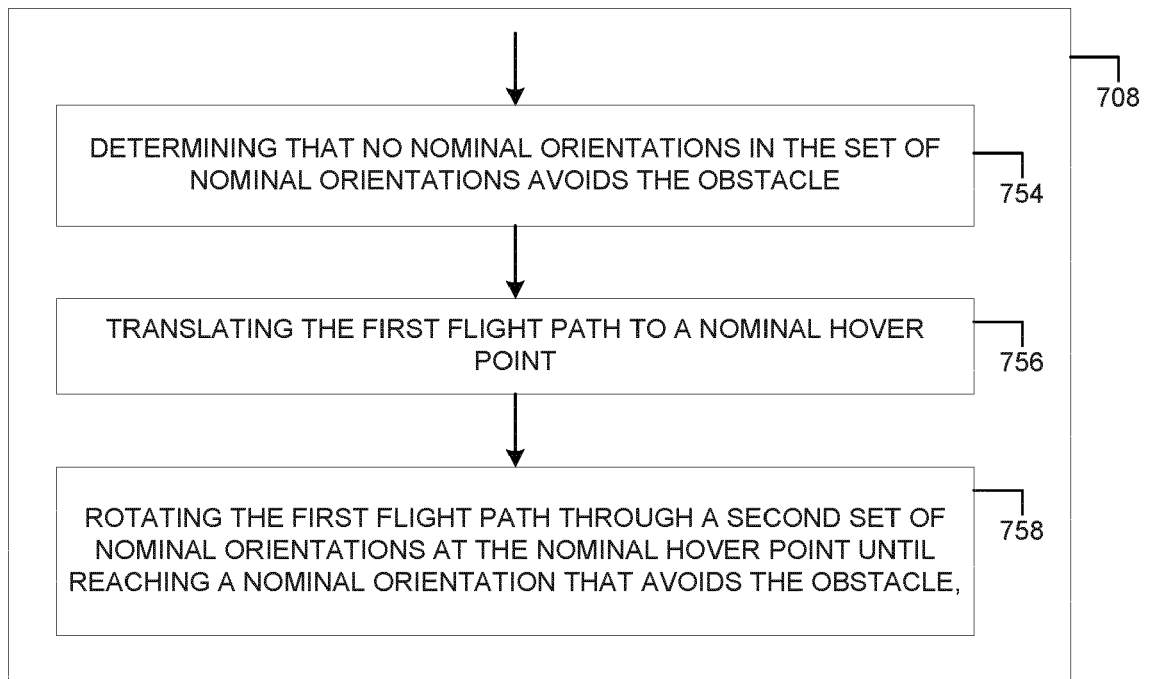 708
DETERMINING THAT NO NOMINAL ORIENTATIONS IN THE SET OF
NOMINAL ORIENTATIONS AVOIDS THE OBSTACLE
754
TRANSLATING THE FIRST FLIGHT PATH TO A NOMINAL HOVER
POINT
756
ROTATING THE FIRST FLIGHT PATH THROUGH A SECOND SET OF
NOMINAL ORIENTATIONS AT THE NOMINAL HOVER POINT UNTIL
REACHING A NOMINAL ORIENTATION THAT AVOIDS THE OBSTACLE,
758